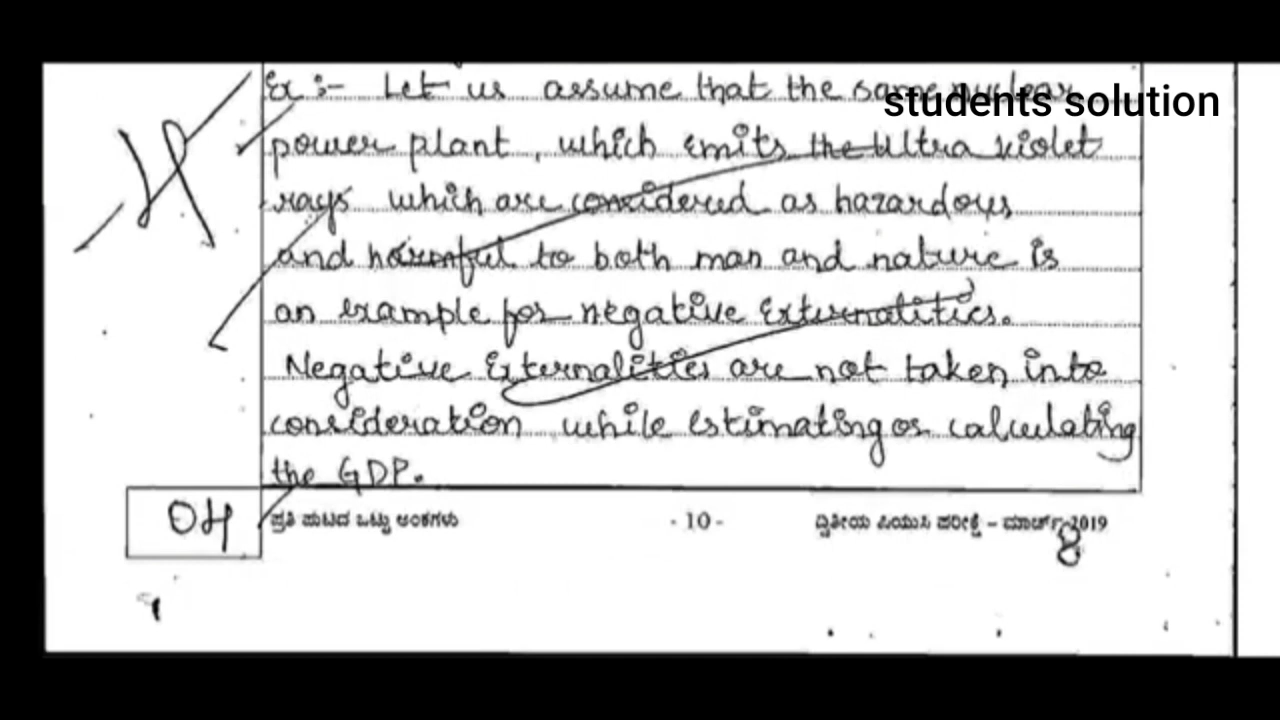 Ex :- Let us assume that the same nuclear
students solution
power plant , which emits the Ultra violet
rays which are considered as hazardous
and harmful to both man and nature is
an example for negative Externalities.
Negative Externalities are not taken into
consideration while estimating or calculating
the GDP.
04
ಪ್ರತಿ ಪುಟದ ಒಟ್ಟು ಅಂಕಗಳು
- 10 -
ದ್ವಿತೀಯ ಪಿಯುಸಿ ಪರೀಕ್ಷೆ – ಮಾರ್ಚ್-2019